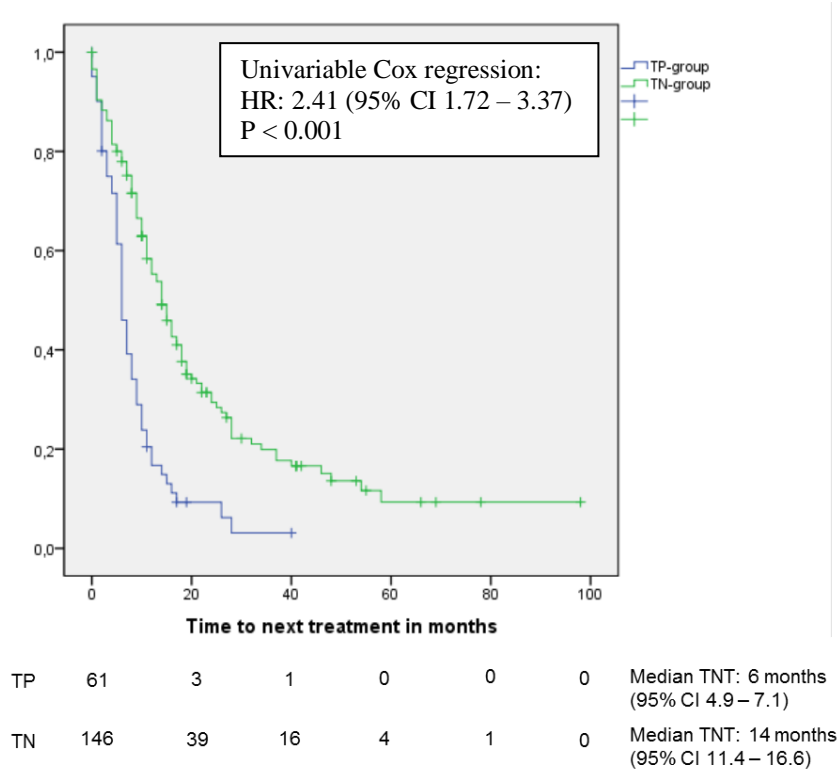 Univariable Cox regression:
HR: 2.41 (95% CI 1.72 – 3.37)
P < 0.001
TP-group
TN-group
1,0
0,8
0,6
0,4
0,2
0,0
0 20 40 60 80 100
Time to next treatment in months
TP 61 3 1 0 0 0 Median TNT: 6 months
(95% CI 4.9 – 7.1)
TN 146 39 16 4 1 0 Median TNT: 14 months
(95% CI 11.4 – 16.6)